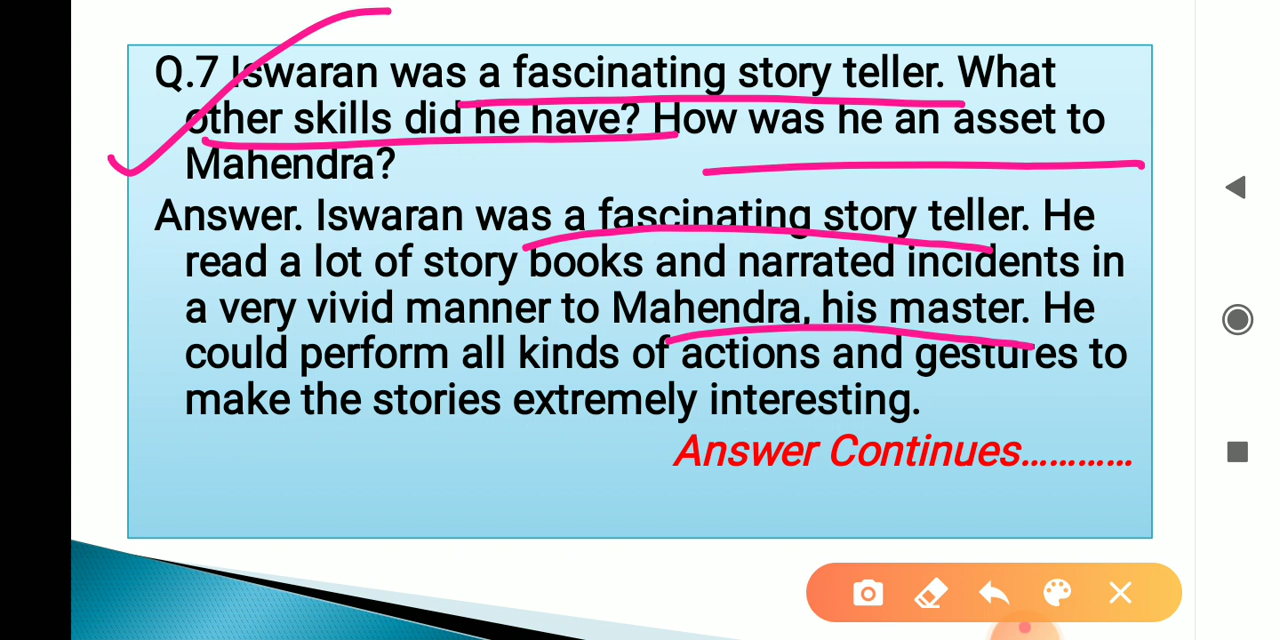 Q.7 Iswaran was a fascinating story teller. What
other skills did he have? How was he an asset to
Mahendra?
Answer. Iswaran was a fascinating story teller. He
read a lot of story books and narrated incidents in
a very vivid manner to Mahendra, his master. He
could perform all kinds of actions and gestures to
make the stories extremely interesting.
Answer Continues............